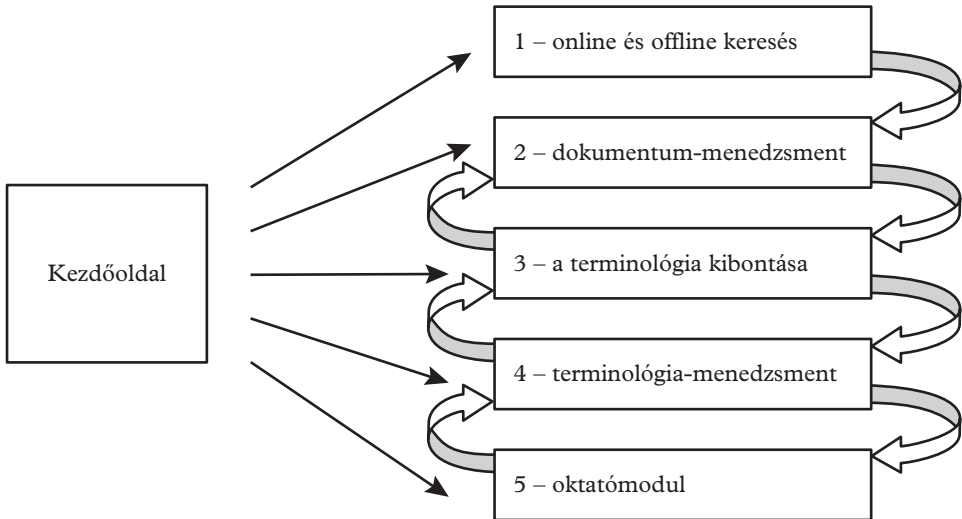 1 – online és offline keresés
2 – dokumentum-menedzsment
Kezdőoldal
3 – a terminológia kibontása
4 – terminológia-menedzsment
5 – oktatómodul